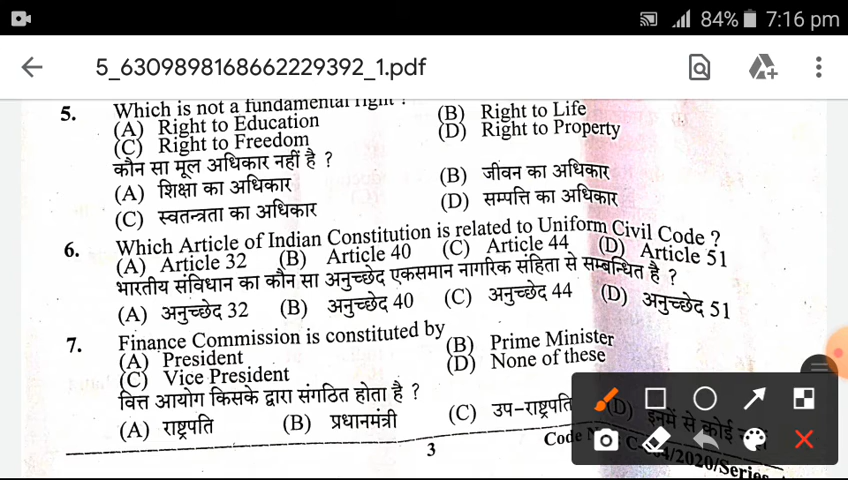 84% 7:16 pm
5_6309898168662229392_1.pdf
5. Which is not a fundamental right ?
(A) Right to Education (B) Right to Life
(C) Right to Freedom (D) Right to Property
कौन सा मूल अधिकार नहीं है ?
(A) शिक्षा का अधिकार (B) जीवन का अधिकार
(C) स्वतन्त्रता का अधिकार (D) सम्पत्ति का अधिकार
6. Which Article of Indian Constitution is related to Uniform Civil Code ?
(A) Article 32 (B) Article 40 (C) Article 44 (D) Article 51
भारतीय संविधान का कौन सा अनुच्छेद एकसमान नागरिक संहिता से सम्बन्धित है ?
(A) अनुच्छेद 32 (B) अनुच्छेद 40 (C) अनुच्छेद 44 (D) अनुच्छेद 51
7. Finance Commission is constituted by
(A) President (B) Prime Minister
(C) Vice President (D) None of these
वित्त आयोग किसके द्वारा संगठित होता है ?
(A) राष्ट्रपति (B) प्रधानमंत्री (C) उप-राष्ट्रपति (D) इनमें से कोई
3 Code /2020/Series